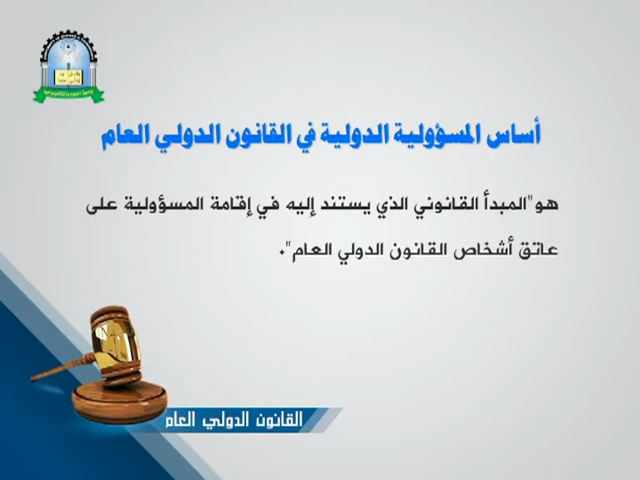 أساس المسؤولية الدولية في القانون الدولي العام
هو"المبدأ القانوني الذي يستند إليه في إقامة المسؤولية على
عاتق أشخاص القانون الدولي العام".
القانون الدولي العام